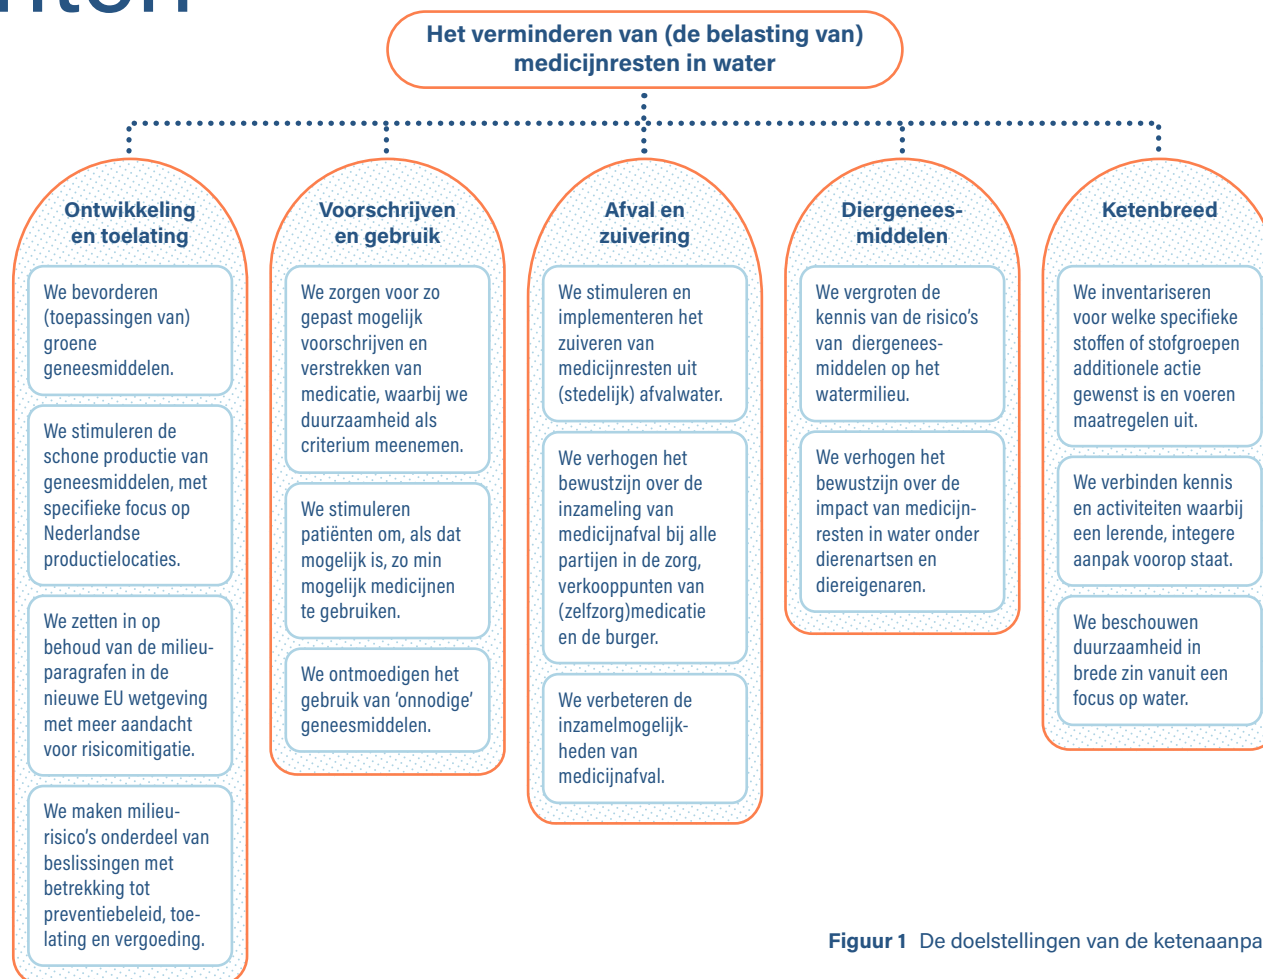 Het verminderen van (de belasting van)
medicijnresten in water
Ontwikkeling
en toelating
We bevorderen
(toepassingen van)
groene
geneesmiddelen.
We stimuleren de
schone productie van
geneesmiddelen, met
specifieke focus op
Nederlandse
productielocaties.
We zetten in op
behoud van de milieu-
paragrafen in de
nieuwe EU wetgeving
met meer aandacht
voor risicomitigatie.
We maken milieu-
risico's onderdeel van
beslissingen met
betrekking tot
preventiebeleid, toe-
lating en vergoeding.
Voorschrijven
en gebruik
We zorgen voor zo
gepast mogelijk
voorschrijven en
verstrekken van
medicatie, waarbij we
duurzaamheid als
criterium meenemen.
We stimuleren
patiënten om, als dat
mogelijk is, zo min
mogelijk medicijnen
te gebruiken.
We ontmoedigen het
gebruik van ‘onnodige’
geneesmiddelen.
Afval en
zuivering
We stimuleren en
implementeren het
zuiveren van
medicijnresten uit
(stedelijk) afvalwater.
We verhogen het
bewustzijn over de
inzameling van
medicijnafval bij alle
partijen in de zorg,
verkooppunten van
(zelfzorg)medicatie
en de burger.
We verbeteren de
inzamelmogelijk-
heden van
medicijnafval.
Diergenees-
middelen
We vergroten de
kennis van de risico's
van diergenees-
middelen op het
watermilieu.
We verhogen het
bewustzijn over de
impact van medicijn-
resten in water onder
dierenartsen en
diereigenaren.
Ketenbreed
We inventariseren
voor welke specifieke
stoffen of stofgroepen
additionele actie
gewenst is en voeren
maatregelen uit.
We verbinden kennis
en activiteiten waarbij
een lerende, integere
aanpak voorop staat.
We beschouwen
duurzaamheid in
brede zin vanuit een
focus op water.
Figuur 1 De doelstellingen van de ketenaanpa